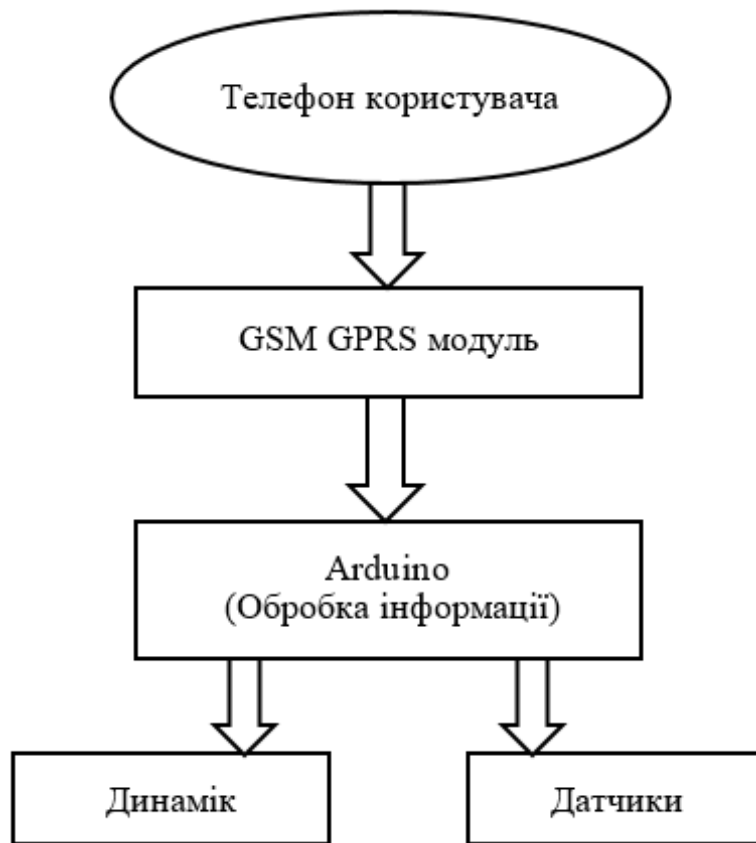 Телефон користувача
GSM GPRS модуль
Arduino
(Обробка інформації)
Динамік
Датчики